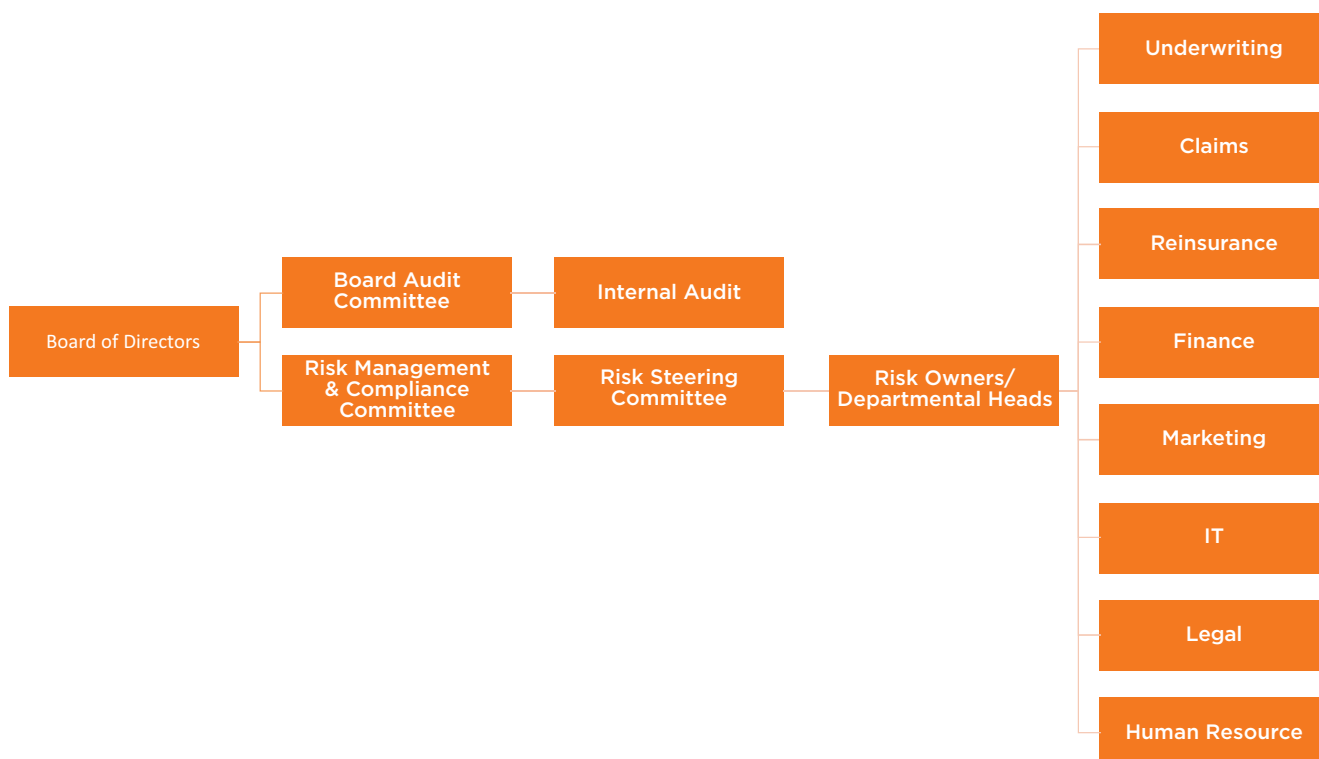 Board of Directors
Board Audit
Committee
Internal Audit
Risk Management
& Compliance
Committee
Risk Steering
Committee
Risk Owners/
Departmental Heads
Underwriting
Claims
Reinsurance
Finance
Marketing
IT
Legal
Human Resource